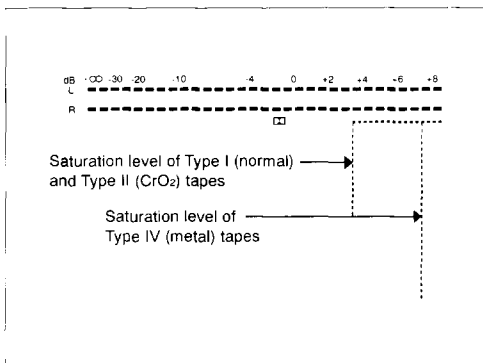 dB -∞ -30 -20 -10 -4 0 +2 +4 +6 +8
L
R
Saturation level of Type I (normal)
and Type II (CrO2) tapes
Saturation level of
Type IV (metal) tapes